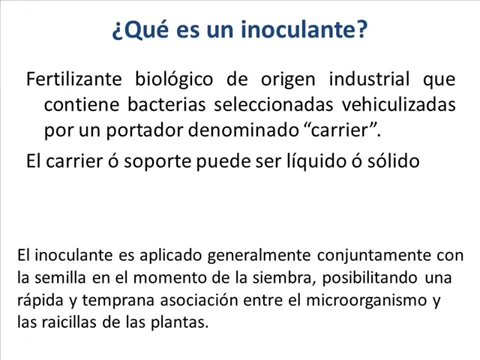 ¿Qué es un inoculante?
Fertilizante biológico de origen industrial que
contiene bacterias seleccionadas vehiculizadas
por un portador denominado “carrier”.
El carrier ó soporte puede ser líquido ó sólido
El inoculante es aplicado generalmente conjuntamente con
la semilla en el momento de la siembra, posibilitando una
rápida y temprana asociación entre el microorganismo y
las raicillas de las plantas.